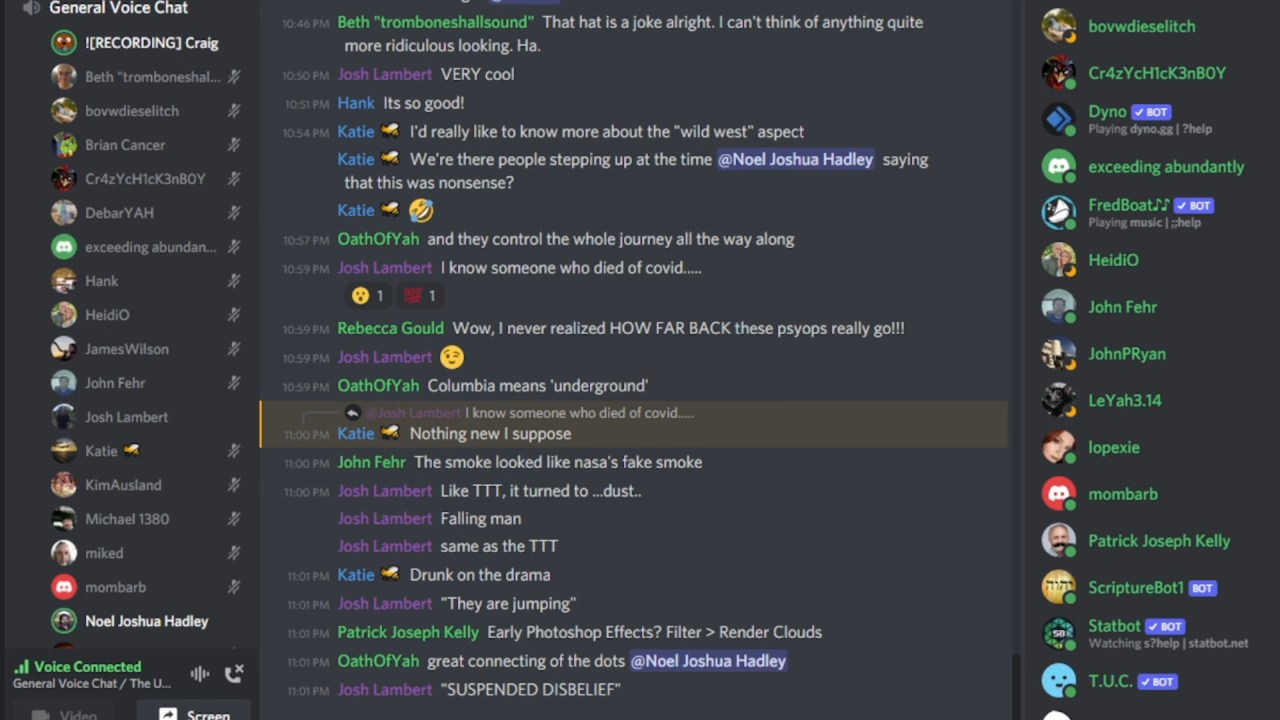 General Voice Chat
![RECORDING] Craig
Beth "tromboneshal...
bovwdieselitch
Brian Cancer
Cr4zYcH1cK3nB0Y
DebarYAH
exceeding abundan...
Hank
HeidiO
JamesWilson
John Fehr
Josh Lambert
Katie
KimAusland
Michael 1380
miked
mombarb
Noel Joshua Hadley
Voice Connected
General Voice Chat / The U...
Video
Screen
10:46 PM Beth "tromboneshallsound" That hat is a joke alright. I can't think of anything quite
more ridiculous looking. Ha.
10:50 PM Josh Lambert VERY cool
10:51 PM Hank Its so good!
10:54 PM Katie I'd really like to know more about the "wild west" aspect
Katie We're there people stepping up at the time @Noel Joshua Hadley saying
that this was nonsense?
Katie 🤣
10:57 PM OathOfYah and they control the whole journey all the way along
10:59 PM Josh Lambert I know someone who died of covid.....
😮 1 💯 1
10:59 PM Rebecca Gould Wow, I never realized HOW FAR BACK these psyops really go!!!
10:59 PM Josh Lambert 😉
10:59 PM OathOfYah Columbia means 'underground'
@Josh Lambert I know someone who died of covid.....
11:00 PM Katie Nothing new I suppose
11:00 PM John Fehr The smoke looked like nasa's fake smoke
11:00 PM Josh Lambert Like TTT, it turned to ...dust..
Josh Lambert Falling man
Josh Lambert same as the TTT
11:01 PM Katie Drunk on the drama
11:01 PM Josh Lambert "They are jumping"
11:01 PM Patrick Joseph Kelly Early Photoshop Effects? Filter > Render Clouds
11:01 PM OathOfYah great connecting of the dots @Noel Joshua Hadley
11:01 PM Josh Lambert "SUSPENDED DISBELIEF"
bovwdieselitch
Cr4zYcH1cK3nB0Y
Dyno ✓ BOT
Playing dyno.gg | ?help
exceeding abundantly
FredBoat♪♪ ✓ BOT
Playing music | ;;help
HeidiO
John Fehr
JohnPRyan
LeYah3.14
lopexie
mombarb
Patrick Joseph Kelly
ScriptureBot1 BOT
Statbot ✓ BOT
Watching s?help | statbot.net
T.U.C. ✓ BOT